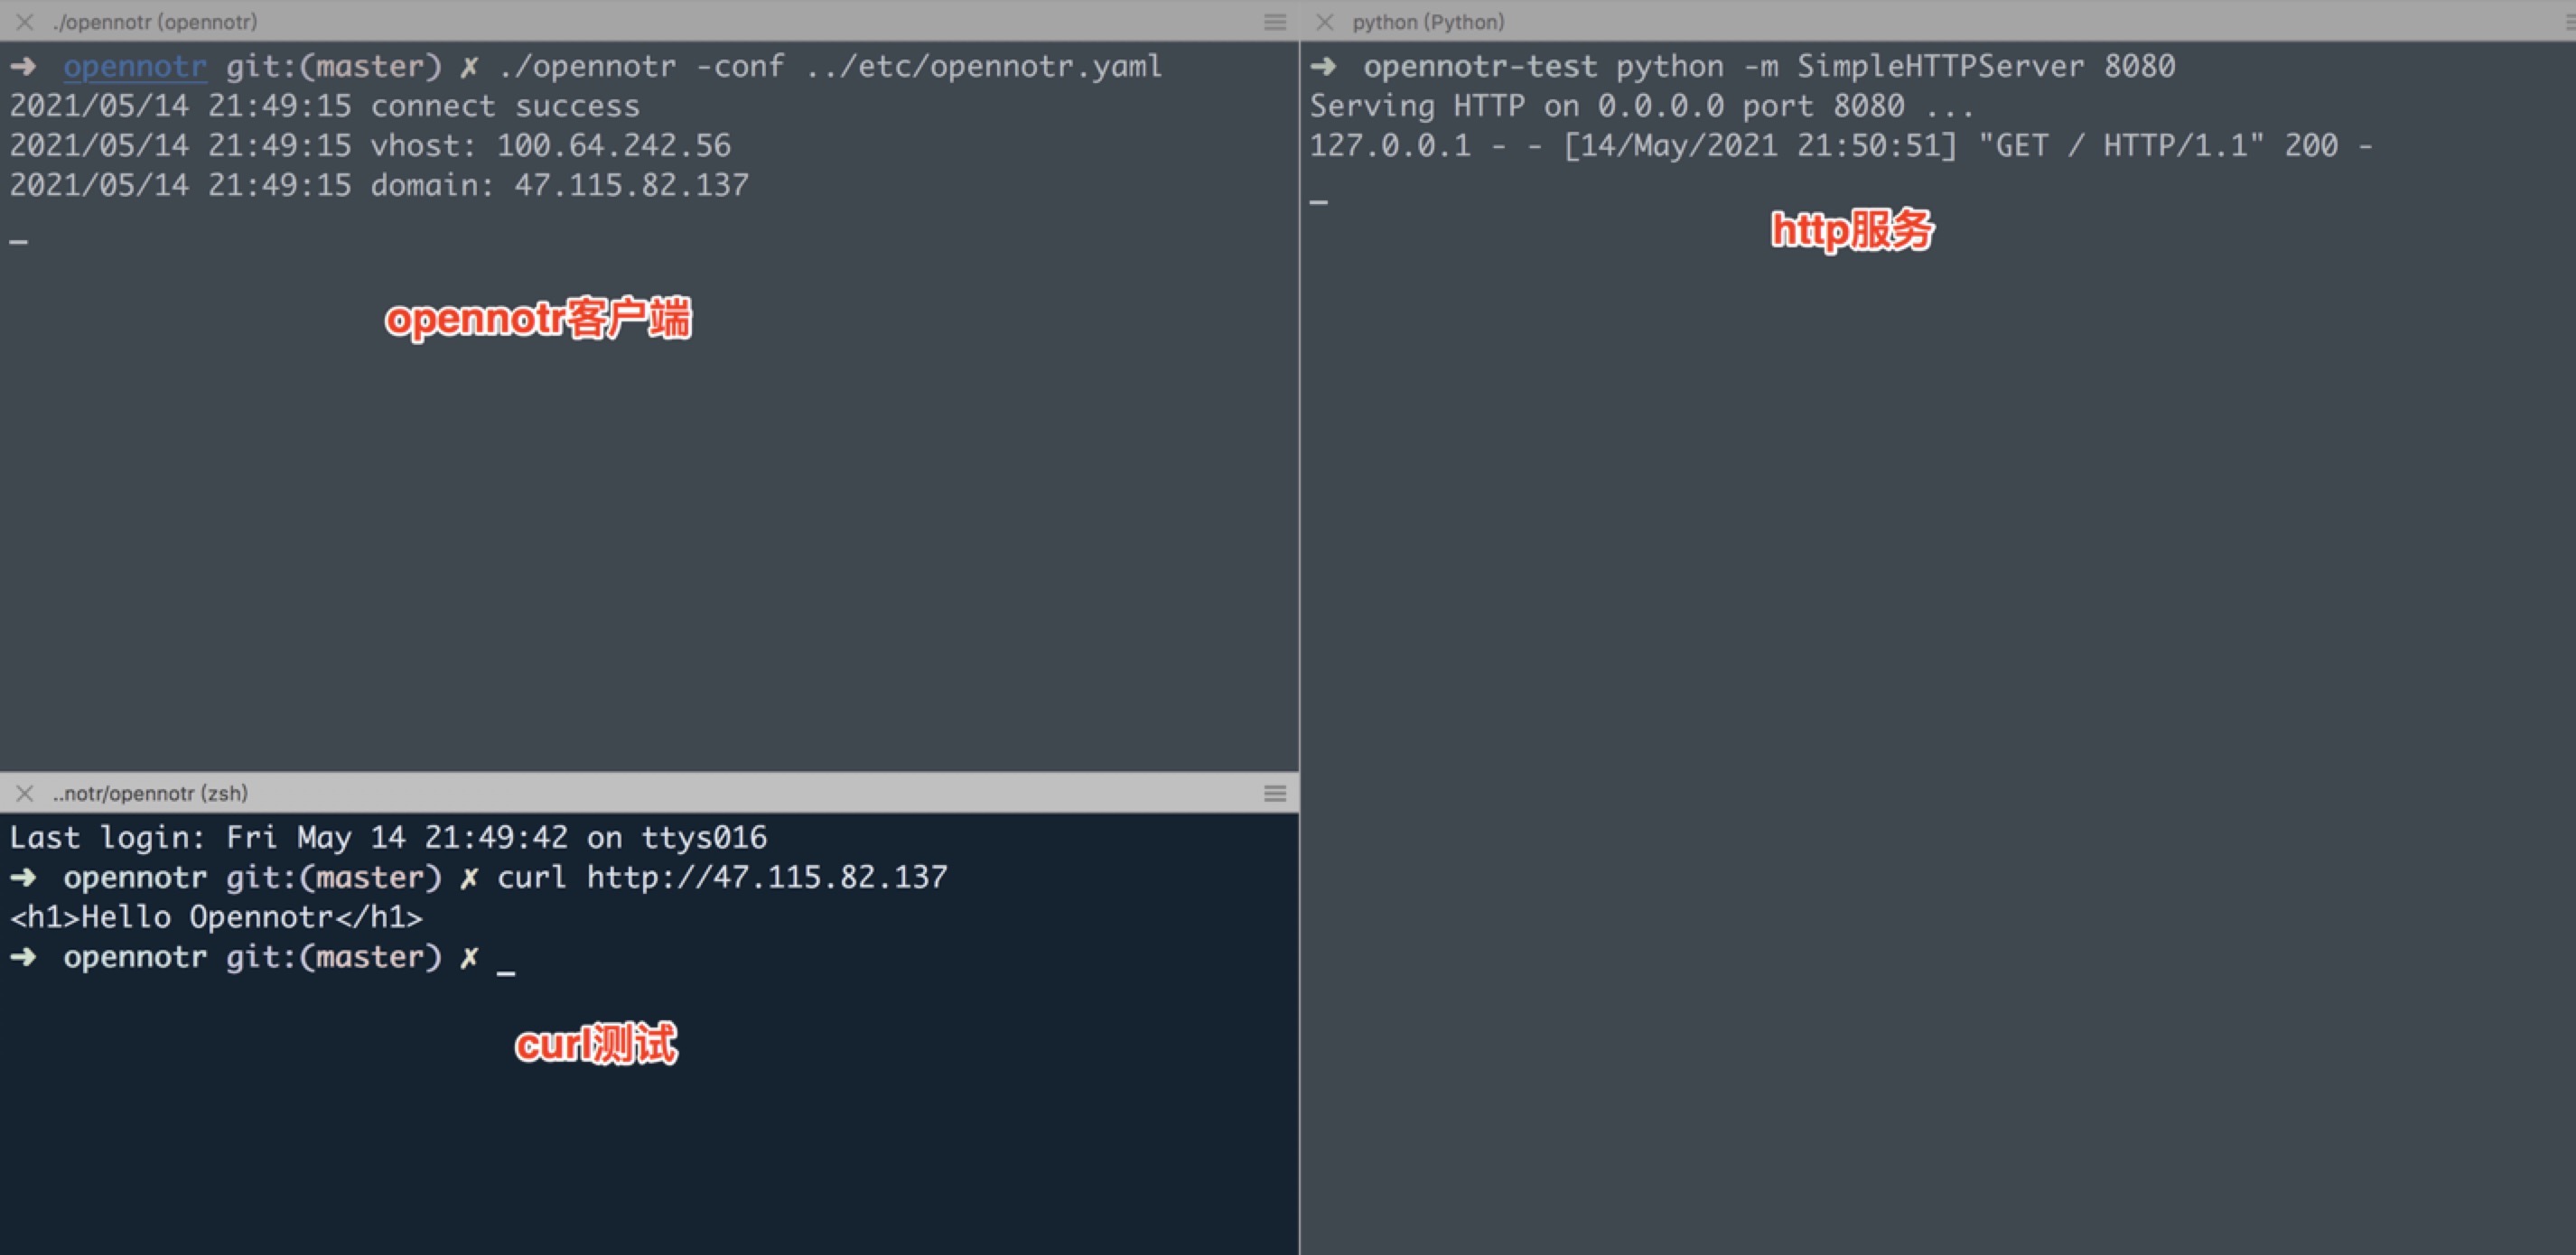 ./opennotr (opennotr)
➜ opennotr git:(master) ✗ ./opennotr -conf ../etc/opennotr.yaml
2021/05/14 21:49:15 connect success
2021/05/14 21:49:15 vhost: 100.64.242.56
2021/05/14 21:49:15 domain: 47.115.82.137
opennotr客户端
..notr/opennotr (zsh)
Last login: Fri May 14 21:49:42 on ttys016
➜ opennotr git:(master) ✗ curl http://47.115.82.137
<h1>Hello Opennotr</h1>
➜ opennotr git:(master) ✗ _
curl测试
python (Python)
➜ opennotr-test python -m SimpleHTTPServer 8080
Serving HTTP on 0.0.0.0 port 8080 ...
127.0.0.1 - - [14/May/2021 21:50:51] "GET / HTTP/1.1" 200 -
http服务